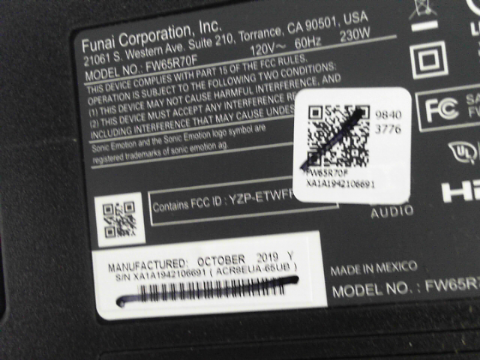 Funai Corporation, Inc.
21061 S. Western Ave. Suite 210, Torrance, CA 90501, USA
MODEL NO : FW65R70F 120V~ 60Hz 230W
THIS DEVICE COMPLIES WITH PART 15 OF THE FCC RULES.
OPERATION IS SUBJECT TO THE FOLLOWING TWO CONDITIONS:
(1) THIS DEVICE MAY NOT CAUSE HARMFUL INTERFERENCE, AND
(2) THIS DEVICE MUST ACCEPT ANY INTERFERENCE
INCLUDING INTERFERENCE THAT MAY CAUSE
Sonic Emotion and the Sonic Emotion logo symbol are
registered trademarks of sonic emotion ag
9840
3776
FW65R70F
XA1A1942106691
FC
UL
Contains FCC ID : YZP-ETWF
AUDIO
MANUFACTURED: OCTOBER 2019 Y
S/N XA1A1942106691 ( ACR8EUA-65UB )
MADE IN MEXICO
MODEL NO. : FW65R7